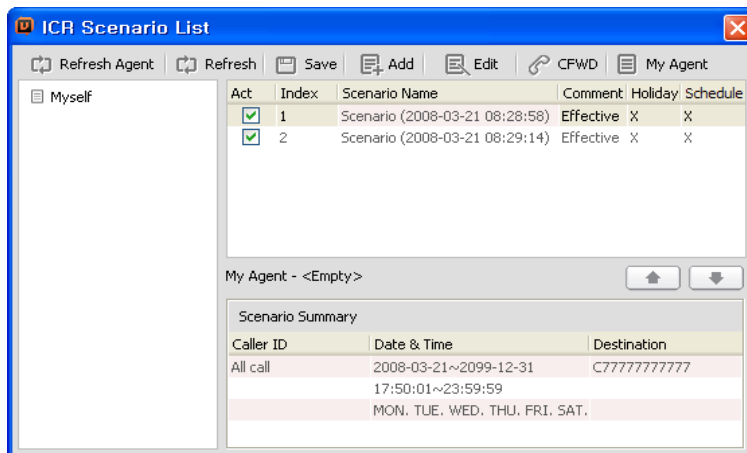 ICR Scenario List
Refresh Agent Refresh Save Add Edit CFWD My Agent
Myself
Act Index Scenario Name Comment Holiday Schedule
1 Scenario (2008-03-21 08:28:58) Effective X X
2 Scenario (2008-03-21 08:29:14) Effective X X
My Agent - <Empty>
Scenario Summary
Caller ID Date & Time Destination
All call 2008-03-21~2099-12-31 C77777777777
17:50:01~23:59:59
MON. TUE. WED. THU. FRI. SAT.